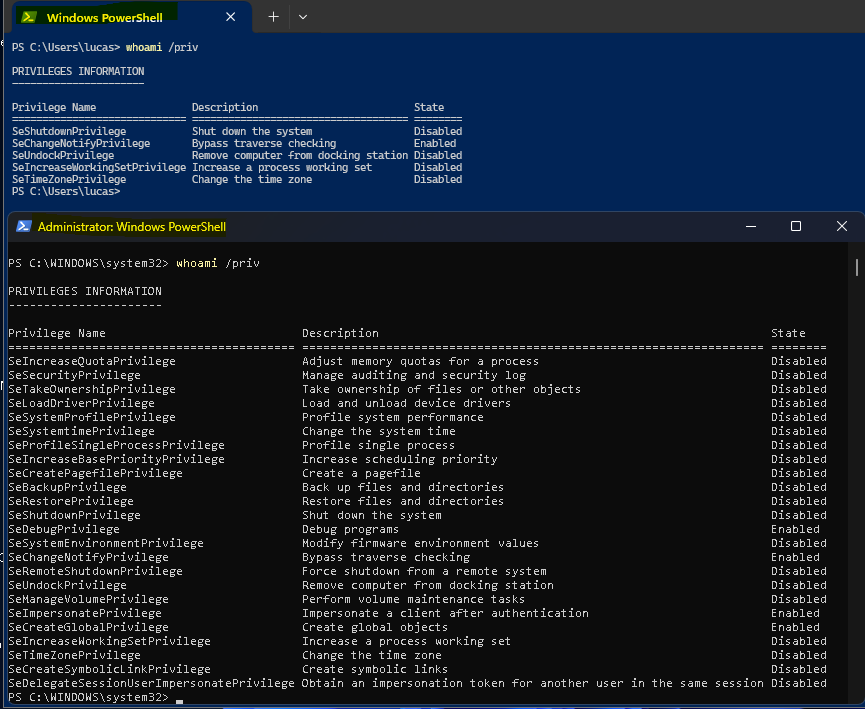 Windows PowerShell
PS C:\Users\lucas> whoami /priv
PRIVILEGES INFORMATION
----------------------
Privilege Name                Description                          State
============================= ==================================== ========
SeShutdownPrivilege           Shut down the system                 Disabled
SeChangeNotifyPrivilege       Bypass traverse checking             Enabled
SeUndockPrivilege             Remove computer from docking station Disabled
SeIncreaseWorkingSetPrivilege Increase a process working set       Disabled
SeTimeZonePrivilege           Change the time zone                 Disabled
PS C:\Users\lucas>
Administrator: Windows PowerShell
PS C:\WINDOWS\system32> whoami /priv
PRIVILEGES INFORMATION
----------------------
Privilege Name                            Description                                                        State
========================================= ================================================================== ========
SeIncreaseQuotaPrivilege                  Adjust memory quotas for a process                                 Disabled
SeSecurityPrivilege                       Manage auditing and security log                                   Disabled
SeTakeOwnershipPrivilege                  Take ownership of files or other objects                           Disabled
SeLoadDriverPrivilege                     Load and unload device drivers                                     Disabled
SeSystemProfilePrivilege                  Profile system performance                                         Disabled
SeSystemtimePrivilege                     Change the system time                                             Disabled
SeProfileSingleProcessPrivilege           Profile single process                                             Disabled
SeIncreaseBasePriorityPrivilege           Increase scheduling priority                                       Disabled
SeCreatePagefilePrivilege                 Create a pagefile                                                  Disabled
SeBackupPrivilege                         Back up files and directories                                      Disabled
SeRestorePrivilege                        Restore files and directories                                      Disabled
SeShutdownPrivilege                       Shut down the system                                               Disabled
SeDebugPrivilege                          Debug programs                                                     Enabled
SeSystemEnvironmentPrivilege              Modify firmware environment values                                 Disabled
SeChangeNotifyPrivilege                   Bypass traverse checking                                           Enabled
SeRemoteShutdownPrivilege                 Force shutdown from a remote system                                Disabled
SeUndockPrivilege                         Remove computer from docking station                               Disabled
SeManageVolumePrivilege                   Perform volume maintenance tasks                                   Disabled
SeImpersonatePrivilege                    Impersonate a client after authentication                          Enabled
SeCreateGlobalPrivilege                   Create global objects                                              Enabled
SeIncreaseWorkingSetPrivilege             Increase a process working set                                     Disabled
SeTimeZonePrivilege                       Change the time zone                                               Disabled
SeCreateSymbolicLinkPrivilege             Create symbolic links                                              Disabled
SeDelegateSessionUserImpersonatePrivilege Obtain an impersonation token for another user in the same session Disabled
PS C:\WINDOWS\system32>